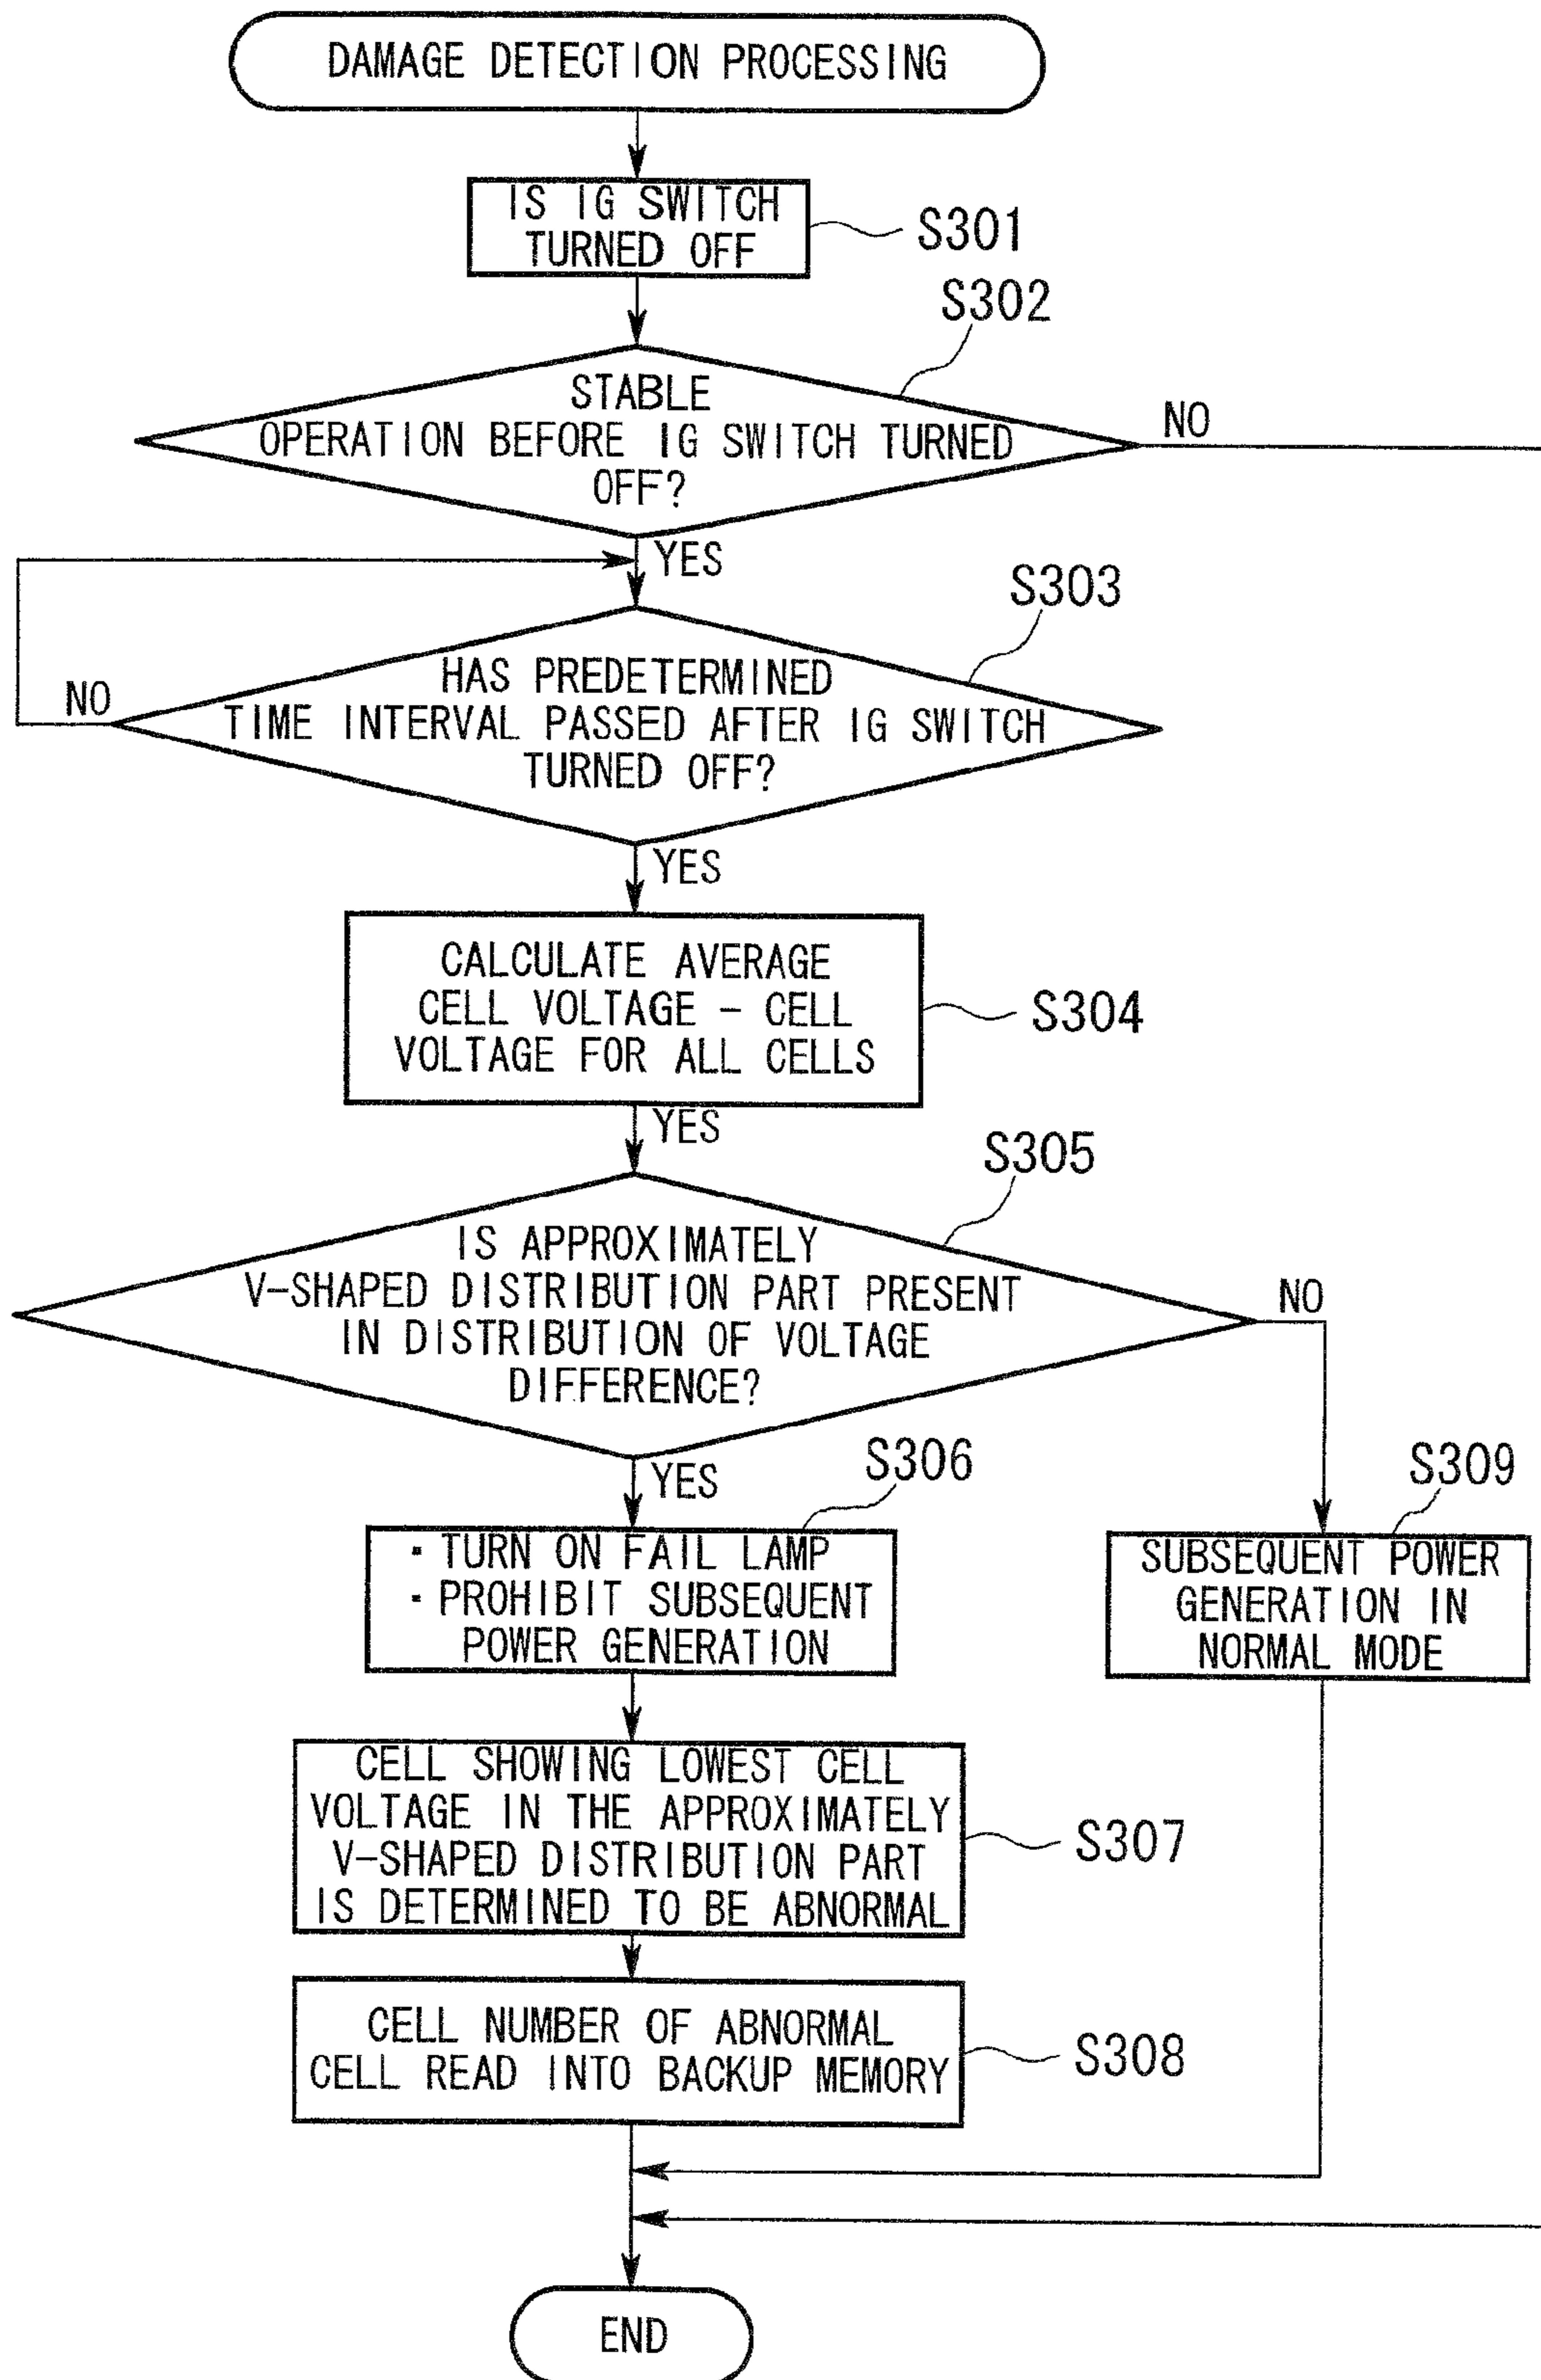 DAMAGE DETECTION PROCESSING
IS IG SWITCH
TURNED OFF
S301
S302
STABLE
OPERATION BEFORE IG SWITCH TURNED
OFF?
NO
YES
S303
HAS PREDETERMINED
TIME INTERVAL PASSED AFTER IG SWITCH
TURNED OFF?
NO
YES
CALCULATE AVERAGE
CELL VOLTAGE - CELL
VOLTAGE FOR ALL CELLS
S304
YES
S305
IS APPROXIMATELY
V-SHAPED DISTRIBUTION PART PRESENT
IN DISTRIBUTION OF VOLTAGE
DIFFERENCE?
NO
YES
S306
· TURN ON FAIL LAMP
· PROHIBIT SUBSEQUENT
POWER GENERATION
S309
SUBSEQUENT POWER
GENERATION IN
NORMAL MODE
CELL SHOWING LOWEST CELL
VOLTAGE IN THE APPROXIMATELY
V-SHAPED DISTRIBUTION PART
IS DETERMINED TO BE ABNORMAL
S307
CELL NUMBER OF ABNORMAL
CELL READ INTO BACKUP MEMORY
S308
END